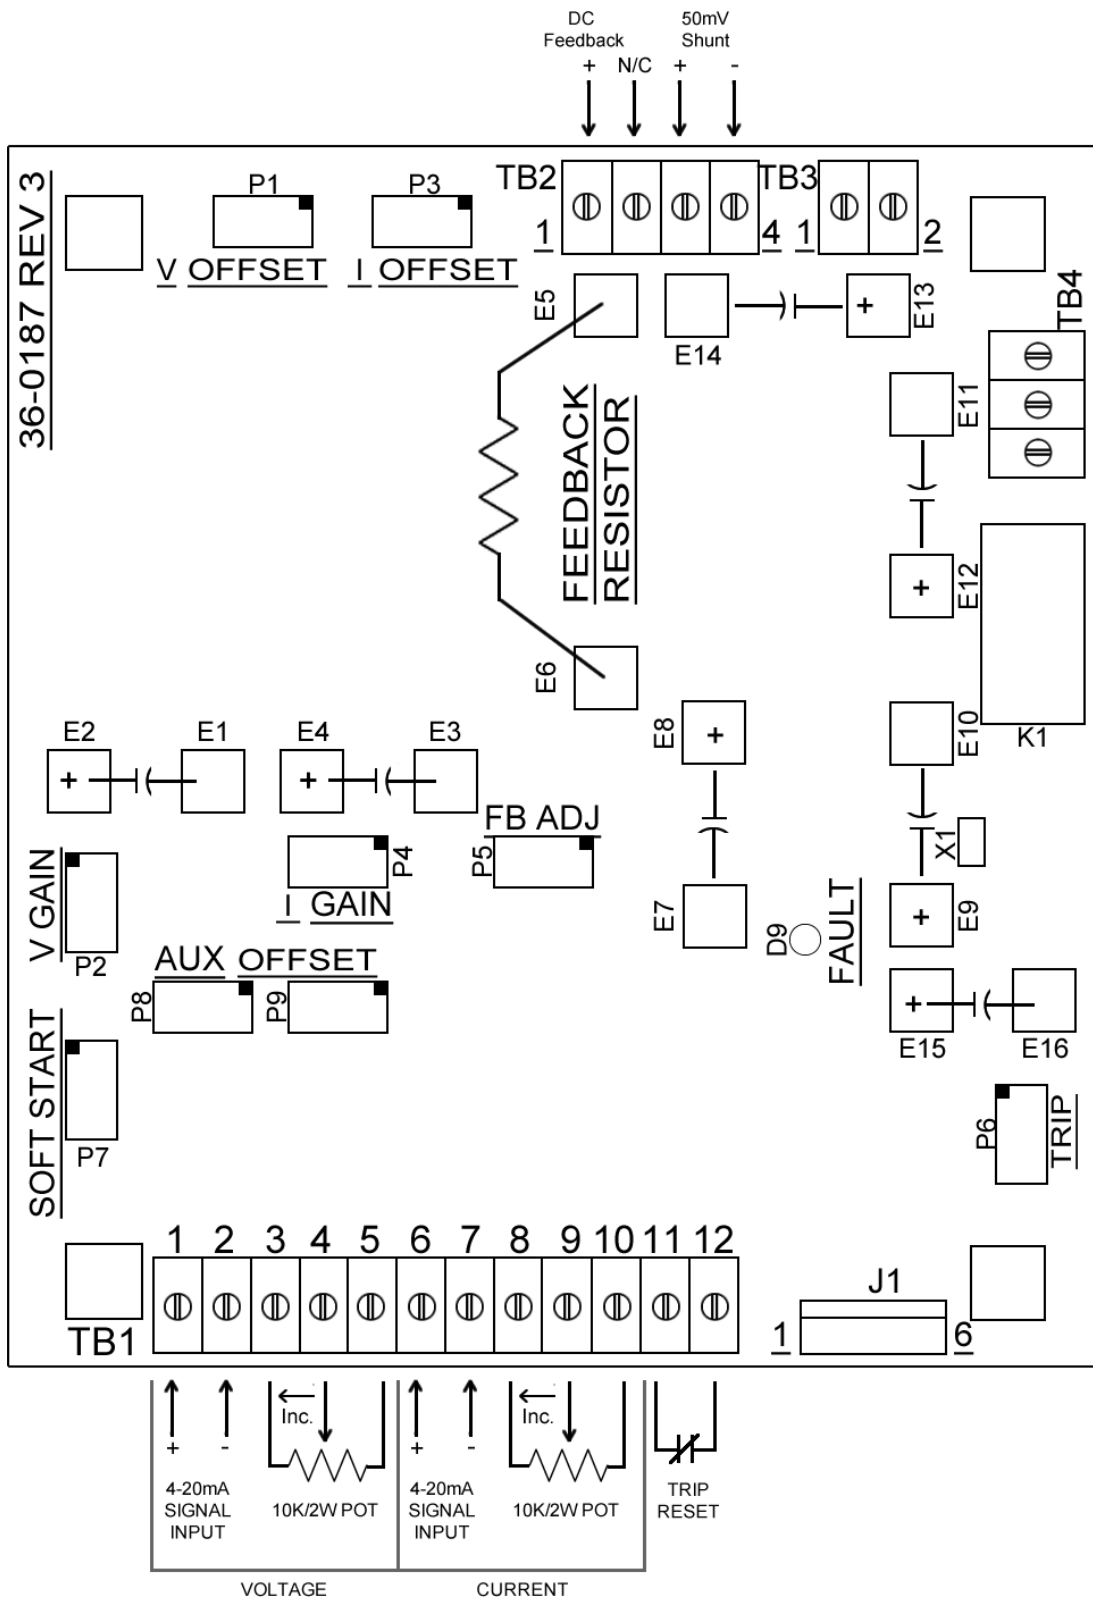 DC
Feedback
50mV
Shunt
+ N/C + -
36-0187 REV 3
P1
V OFFSET
P3
I OFFSET
TB2
1
4
TB3
1
2
TB4
E5
E14
+
E13
E11
FEEDBACK
RESISTOR
+
E12
E6
K1
E2
+
E1
E4
+
E3
E8
+
E10
FB ADJ
P5
P4
I GAIN
V GAIN
P2
X1
E7
D9
FAULT
+
E9
AUX OFFSET
P8
P9
+
E15
E16
SOFT START
P7
P6
TRIP
1 2 3 4 5 6 7 8 9 10 11 12
TB1
J1
1
6
+ -
4-20mA
SIGNAL
INPUT
Inc.
10K/2W POT
+ -
4-20mA
SIGNAL
INPUT
Inc.
10K/2W POT
TRIP
RESET
VOLTAGE
CURRENT